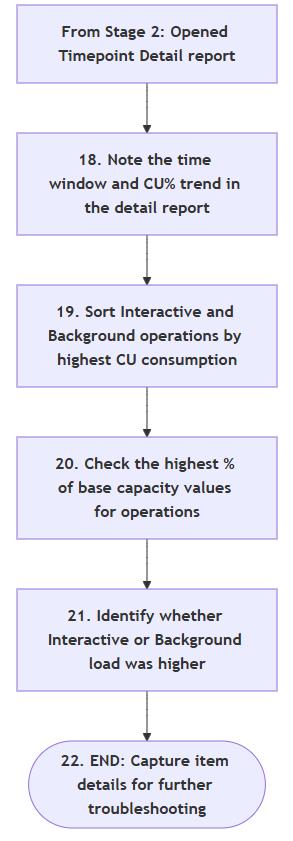 From Stage 2: Opened
Timepoint Detail report
18. Note the time
window and CU% trend in
the detail report
19. Sort Interactive and
Background operations by
highest CU consumption
20. Check the highest %
of base capacity values
for operations
21. Identify whether
Interactive or Background
load was higher
22. END: Capture item
details for further
troubleshooting